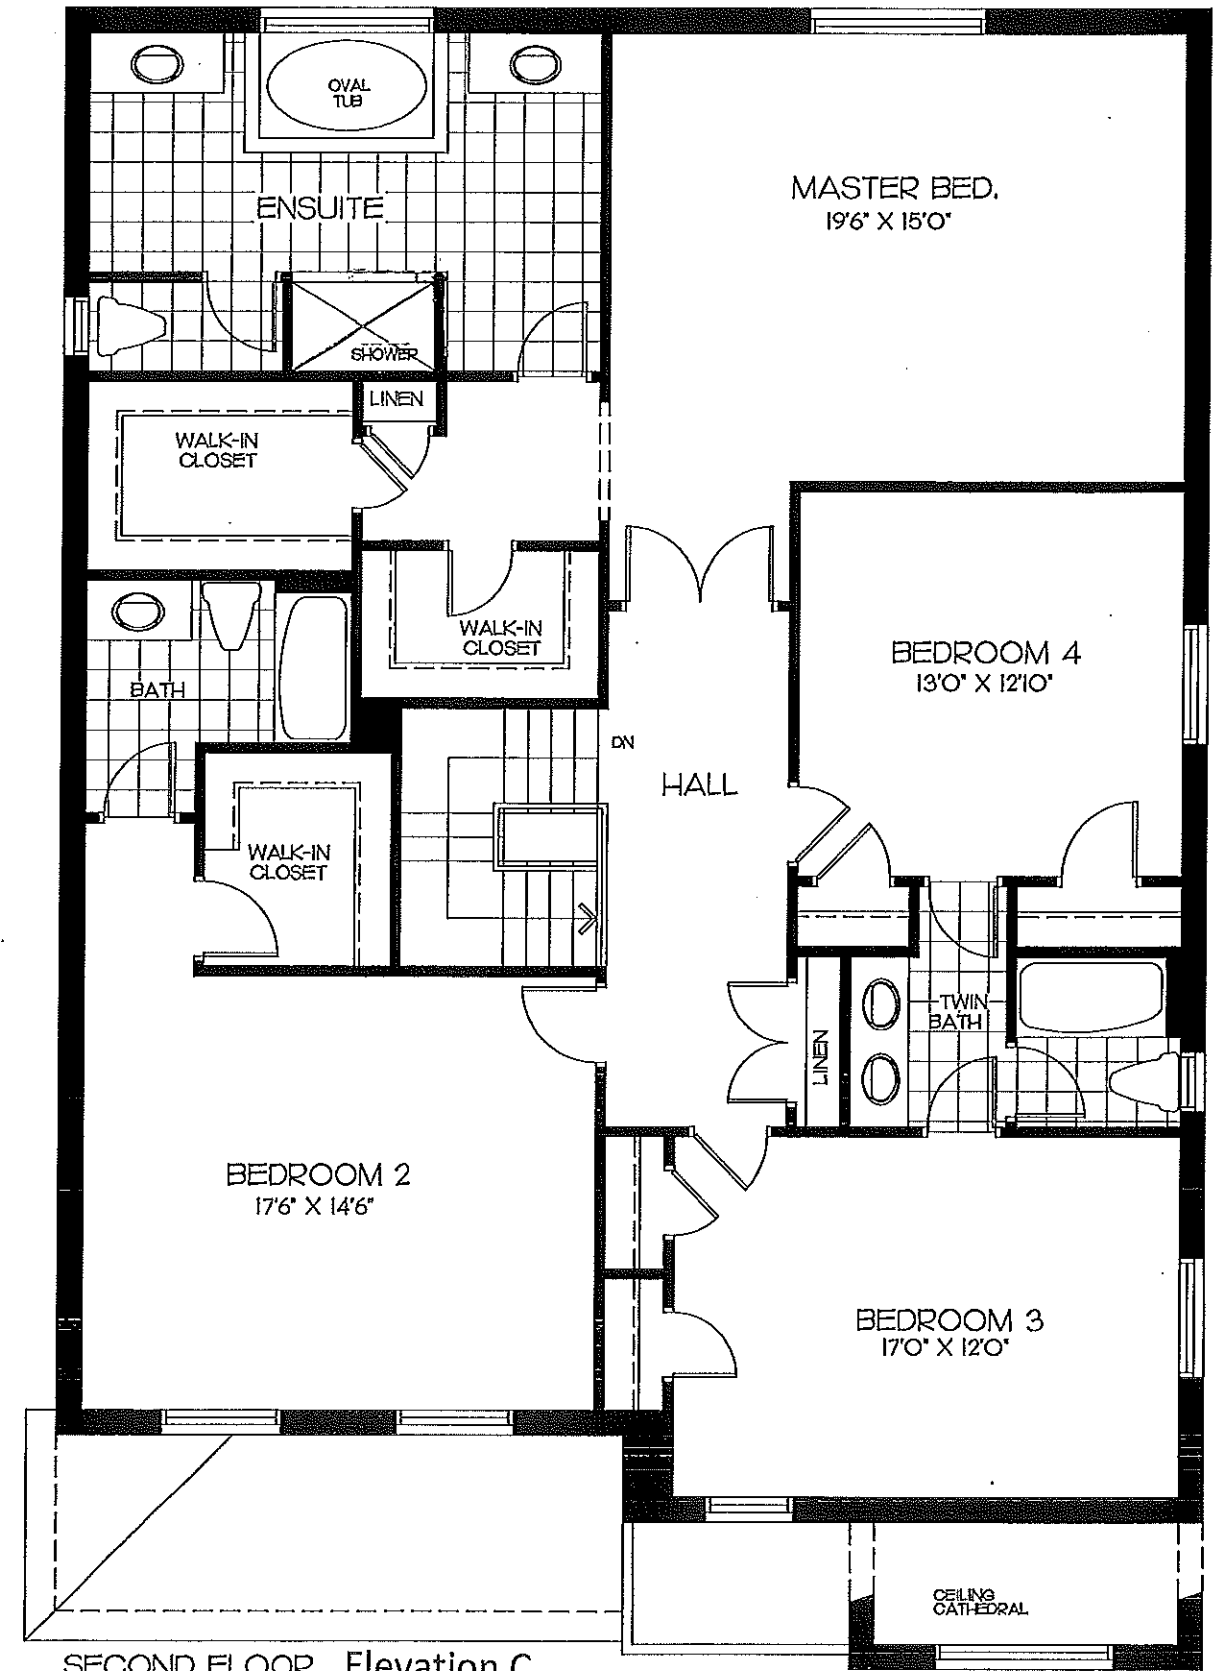 OVAL
TUB
ENSUITE
MASTER BED.
19'6" X 15'0"
SHOWER
LINEN
WALK-IN
CLOSET
WALK-IN
CLOSET
BEDROOM 4
13'0" X 12'10"
BATH
DN
HALL
WALK-IN
CLOSET
TWIN
BATH
LINEN
BEDROOM 2
17'6" X 14'6"
BEDROOM 3
17'0" X 12'0"
CEILING
CATHEDRAL
SECOND FLOOR Elevation C